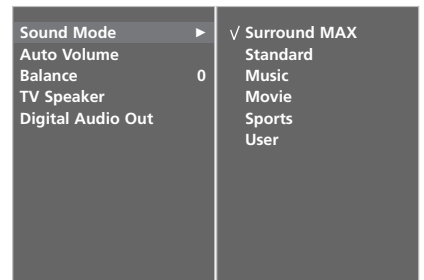 Sound Mode ►
Auto Volume
Balance 0
TV Speaker
Digital Audio Out
√ Surround MAX
Standard
Music
Movie
Sports
User